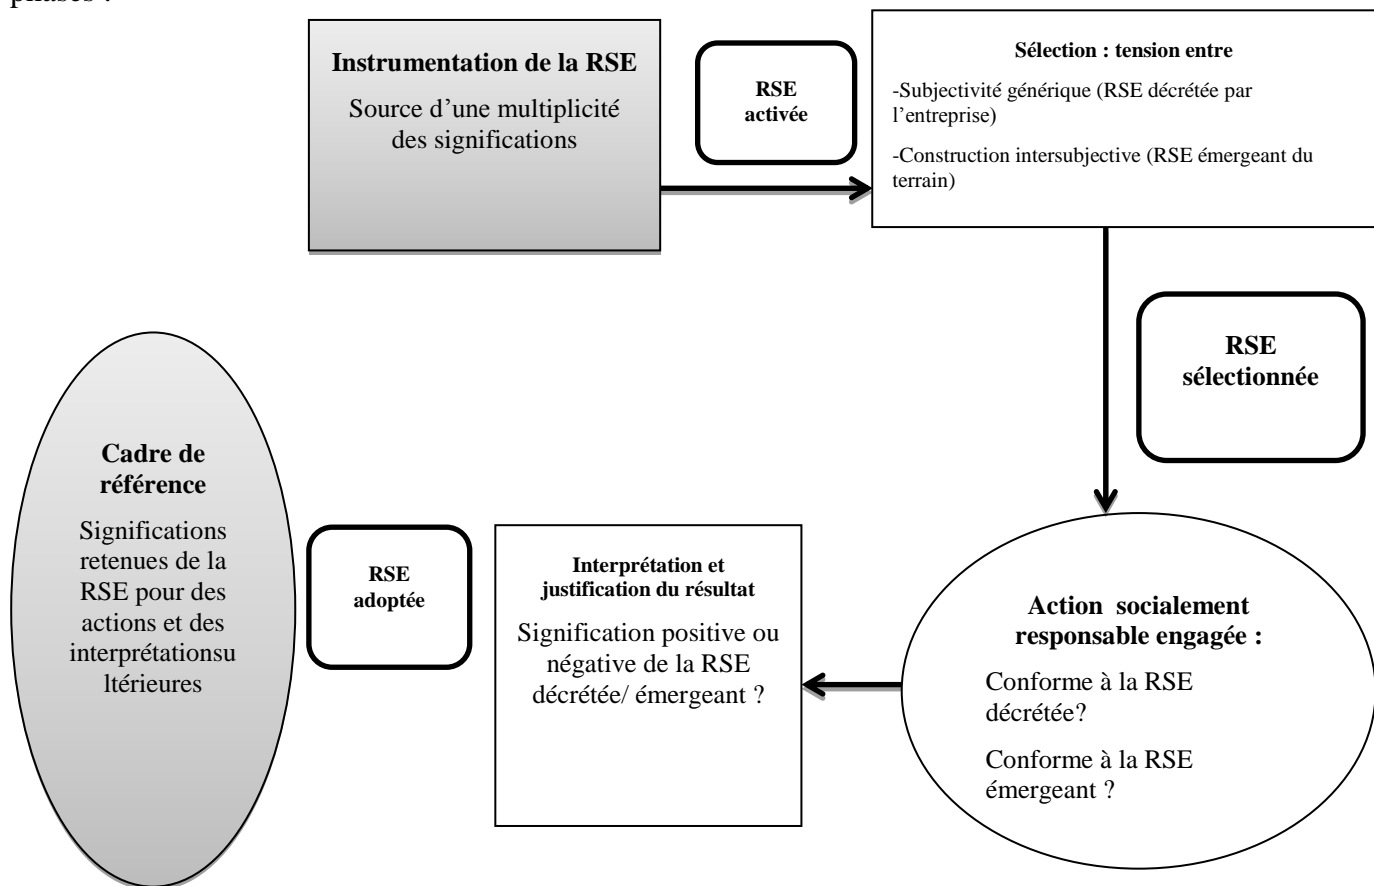 phases :
Instrumentation de la RSE
Source d’une multiplicité
des significations
RSE
activée
Sélection : tension entre
-Subjectivité générique (RSE décrétée par
l’entreprise)
-Construction intersubjective (RSE émergeant du
terrain)
RSE
sélectionnée
Action socialement
responsable engagée :
Conforme à la RSE
décrétée?
Conforme à la RSE
émergeant ?
Interprétation et
justification du résultat
Signification positive ou
négative de la RSE
décrétée/ émergeant ?
RSE
adoptée
Cadre de
référence
Significations
retenues de la
RSE pour des
actions et des
interprétationsu
ltérieures